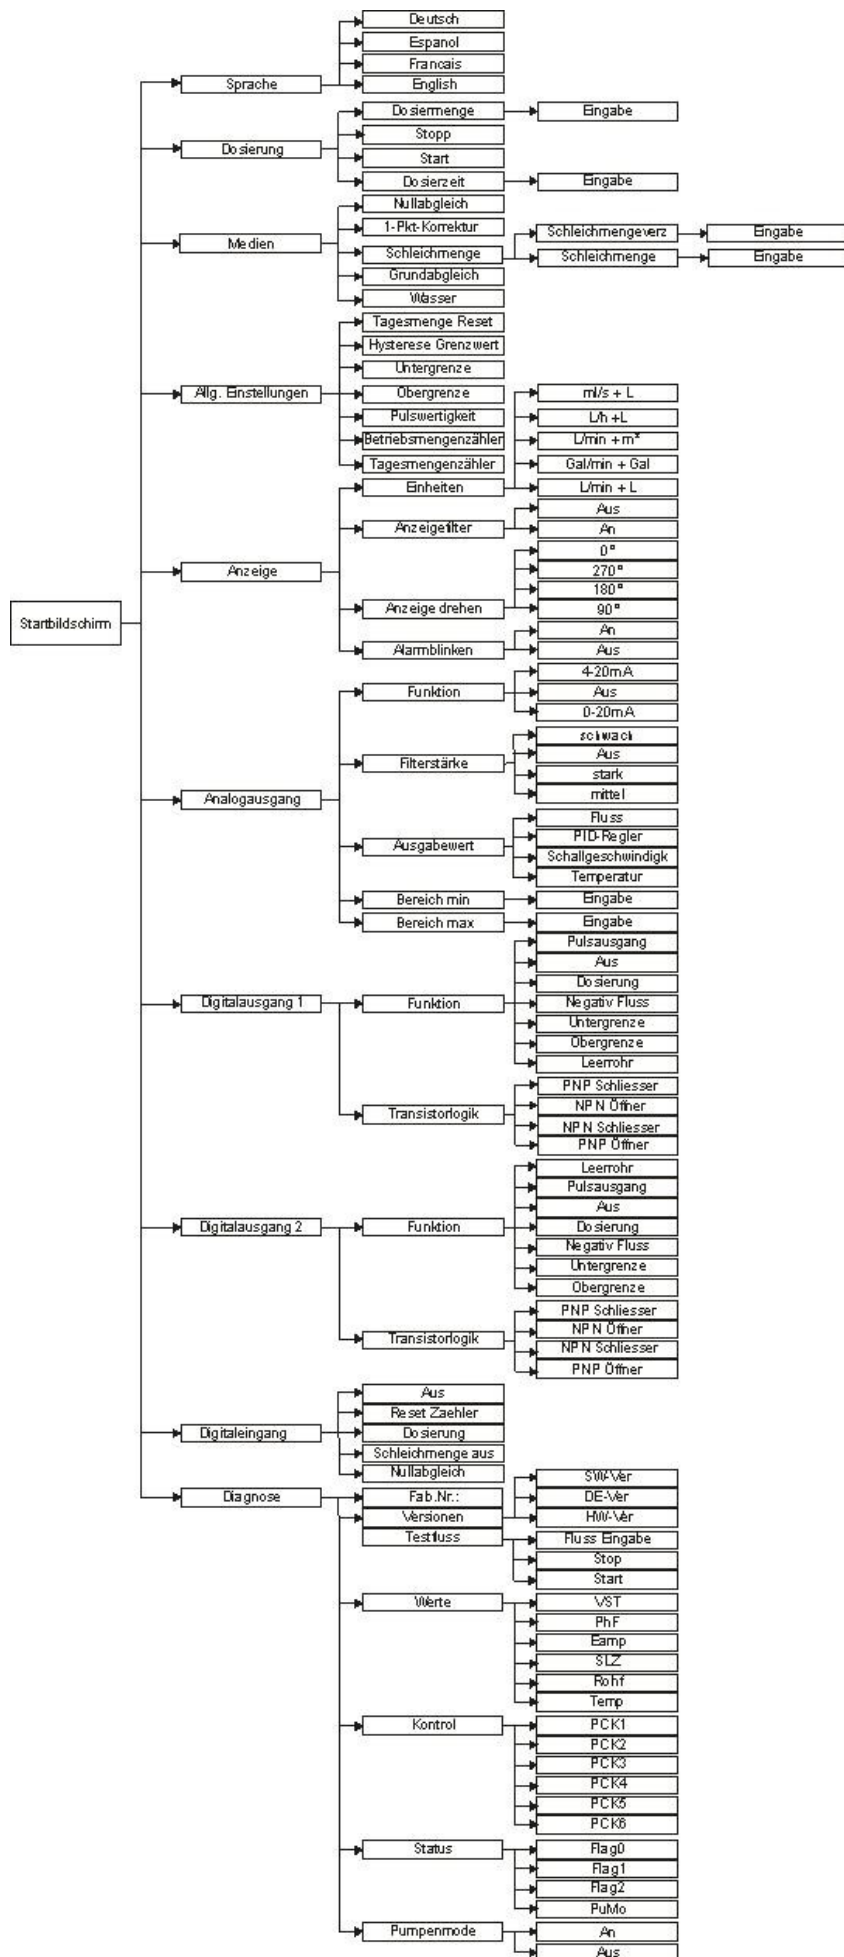 Deutsch
Espanol
Francais
Sprache
English
Dosiermenge
Eingabe
Stopp
Dosierung
Start
Dosierzeit
Eingabe
Nullabgleich
1-Pkt-Korrektur
Schleichmengeverz
Eingabe
Medien
Schleichmenge
Schleichmenge
Eingabe
Grundabgleich
Wasser
Tagesmenge Reset
Hysterese Grenzwert
Untergrenze
Allg. Einstellungen
Obergrenze
ml/s + L
Pulswertigkeit
L/h +L
Betriebsmengenzähler
L/min + m³
Tagesmengenzähler
Gal/min + Gal
Einheiten
L/min + L
Aus
Anzeigefilter
An
0°
Anzeige
270°
180°
Anzeige drehen
90°
Startbildschirm
An
Alarmblinken
Aus
4-20mA
Funktion
Aus
0-20mA
schwach
Aus
Filterstärke
stark
mittel
Analogausgang
Fluss
PID-Regler
Ausgabewert
Schallgeschwindigk
Temperatur
Bereich min
Eingabe
Bereich max
Eingabe
Pulsausgang
Aus
Dosierung
Digitalausgang 1
Funktion
Negativ Fluss
Untergrenze
Obergrenze
Leerrohr
PNP Schliesser
NPN Öffner
Transistorlogik
NPN Schliesser
PNP Öffner
Leerrohr
Pulsausgang
Aus
Digitalausgang 2
Funktion
Dosierung
Negativ Fluss
Untergrenze
Obergrenze
PNP Schliesser
NPN Öffner
Transistorlogik
NPN Schliesser
PNP Öffner
Aus
Reset Zaehler
Digitaleingang
Dosierung
Schleichmenge aus
Nullabgleich
SW-Ver
Diagnose
Fab.Nr.:
DE-Ver
Versionen
HW-Ver
Testfluss
Fluss Eingabe
Stop
Start
Werte
VST
PhF
Eamp
SLZ
Rohf
Temp
Kontrol
PCK1
PCK2
PCK3
PCK4
PCK5
PCK6
Status
Flag0
Flag1
Flag2
PuMo
Pumpenmode
An
Aus